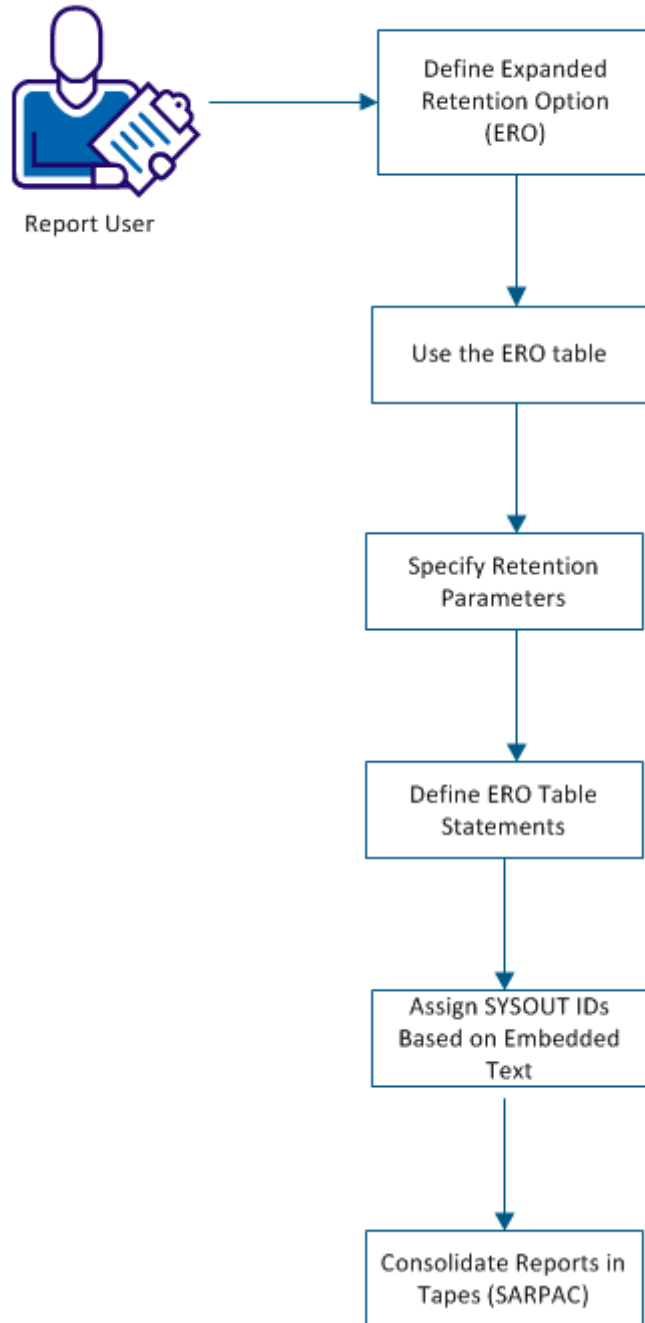 Define Expanded
Retention Option
(ERO)
Report User
Use the ERO table
Specify Retention
Parameters
Define ERO Table
Statements
Assign SYSOUT IDs
Based on Embedded
Text
Consolidate Reports in
Tapes (SARPAC)